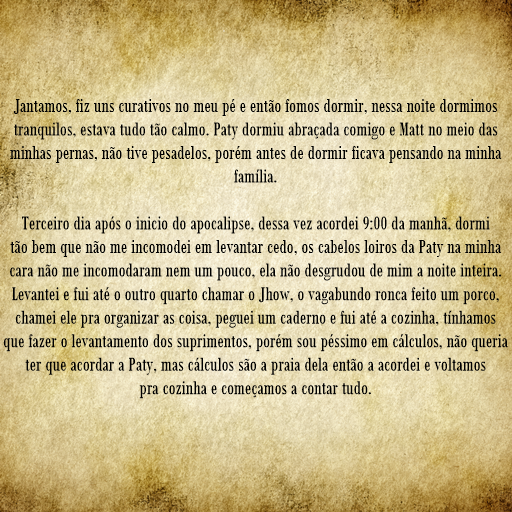 Jantamos, fiz uns curativos no meu pé e então fomos dormir, nessa noite dormimos
tranquilos, estava tudo tão calmo. Paty dormiu abraçada comigo e Matt no meio das
minhas pernas, não tive pesadelos, porém antes de dormir ficava pensando na minha
família.
Terceiro dia após o inicio do apocalipse, dessa vez acordei 9:00 da manhã, dormi
tão bem que não me incomodei em levantar cedo, os cabelos loiros da Paty na minha
cara não me incomodaram nem um pouco, ela não desgrudou de mim a noite inteira.
Levantei e fui até o outro quarto chamar o Jhow, o vagabundo ronca feito um porco,
chamei ele pra organizar as coisa, peguei um caderno e fui até a cozinha, tínhamos
que fazer o levantamento dos suprimentos, porém sou péssimo em cálculos, não queria
ter que acordar a Paty, mas cálculos são a praia dela então a acordei e voltamos
pra cozinha e começamos a contar tudo.